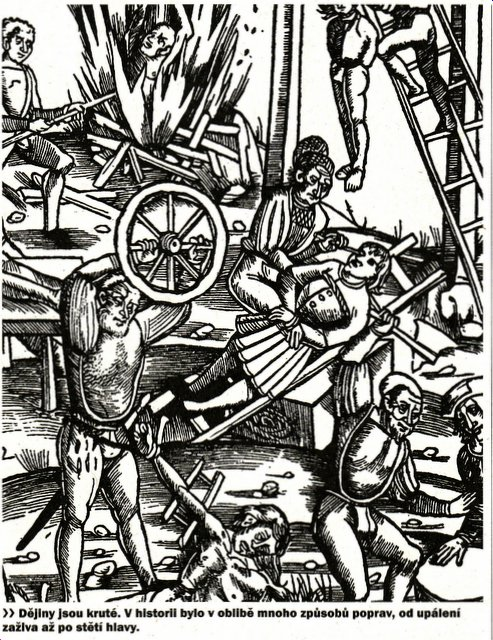 >> Dějiny jsou kruté. V historii bylo v oblibě mnoho způsobů poprav, od upálení
zaživa až po stětí hlavy.